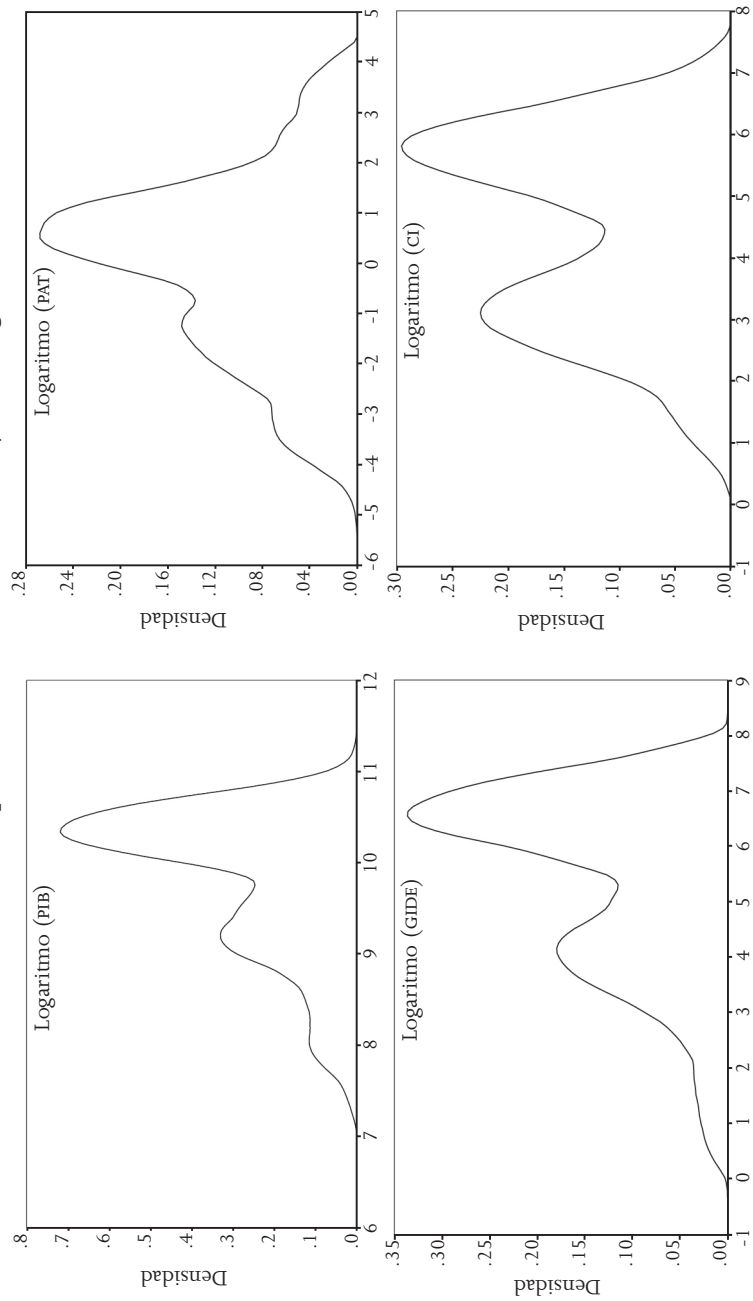 Logaritmo (PIB)
Densidad
.8
.7
.5
.3
.1
.0
6 7 8 9 10 11 12
Logaritmo (PAT)
Densidad
.28
.24
.20
.16
.12
.08
.04
.00
-6 -5 -4 -3 -2 -1 0 1 2 3 4 5
Logaritmo (GIDE)
Densidad
.35
.30
.25
.20
.15
.10
.05
.00
-1 0 1 2 3 4 5 6 7 8 9
Logaritmo (CI)
Densidad
.30
.25
.20
.15
.10
.05
.00
-1 0 1 2 3 4 5 6 7 8